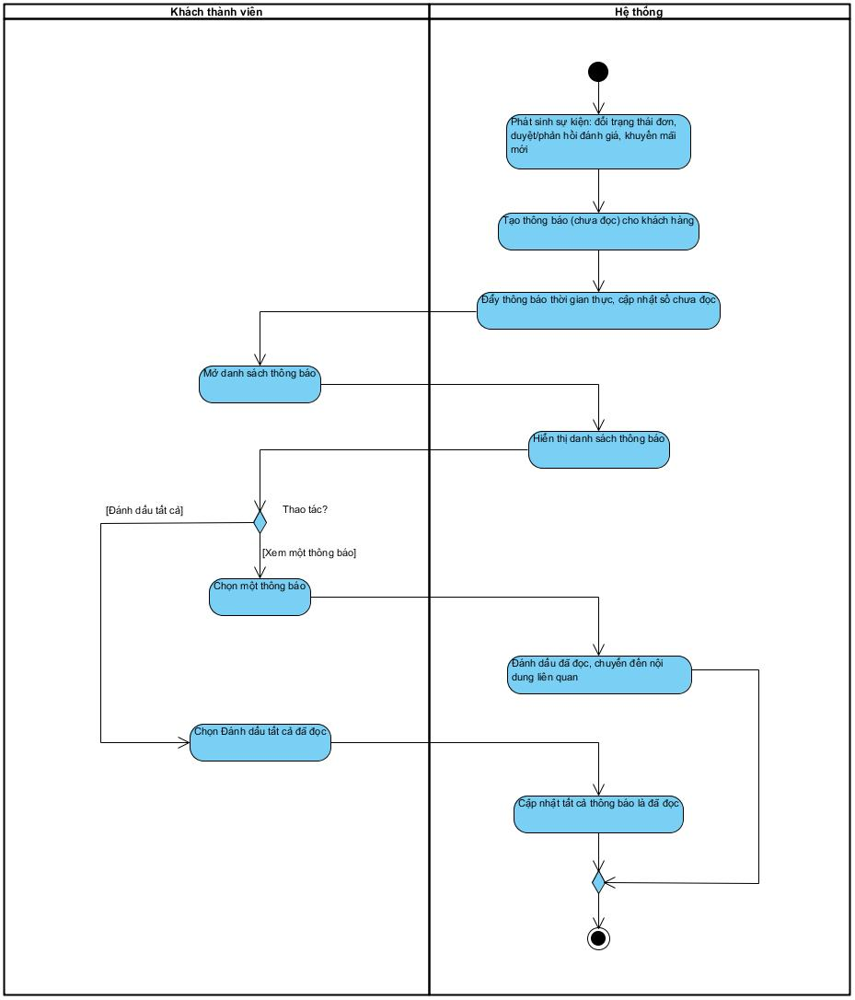 Khách thành viên
Hệ thống
Phát sinh sự kiện: đổi trạng thái đơn,
duyệt/phản hồi đánh giá, khuyến mãi
mới
Tạo thông báo (chưa đọc) cho khách hàng
Đẩy thông báo thời gian thực, cập nhật số chưa đọc
Mở danh sách thông báo
Hiển thị danh sách thông báo
[Đánh dấu tất cả]
Thao tác?
[Xem một thông báo]
Chọn một thông báo
Đánh dấu đã đọc, chuyển đến nội
dung liên quan
Chọn Đánh dấu tất cả đã đọc
Cập nhật tất cả thông báo là đã đọc